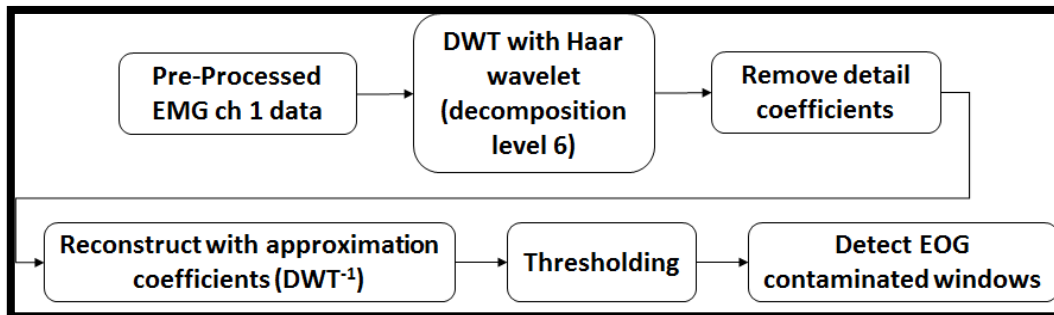 Pre-Processed
EMG ch 1 data
DWT with Haar
wavelet
(decomposition
level 6)
Remove detail
coefficients
Reconstruct with approximation
coefficients (DWT⁻¹)
Thresholding
Detect EOG
contaminated windows